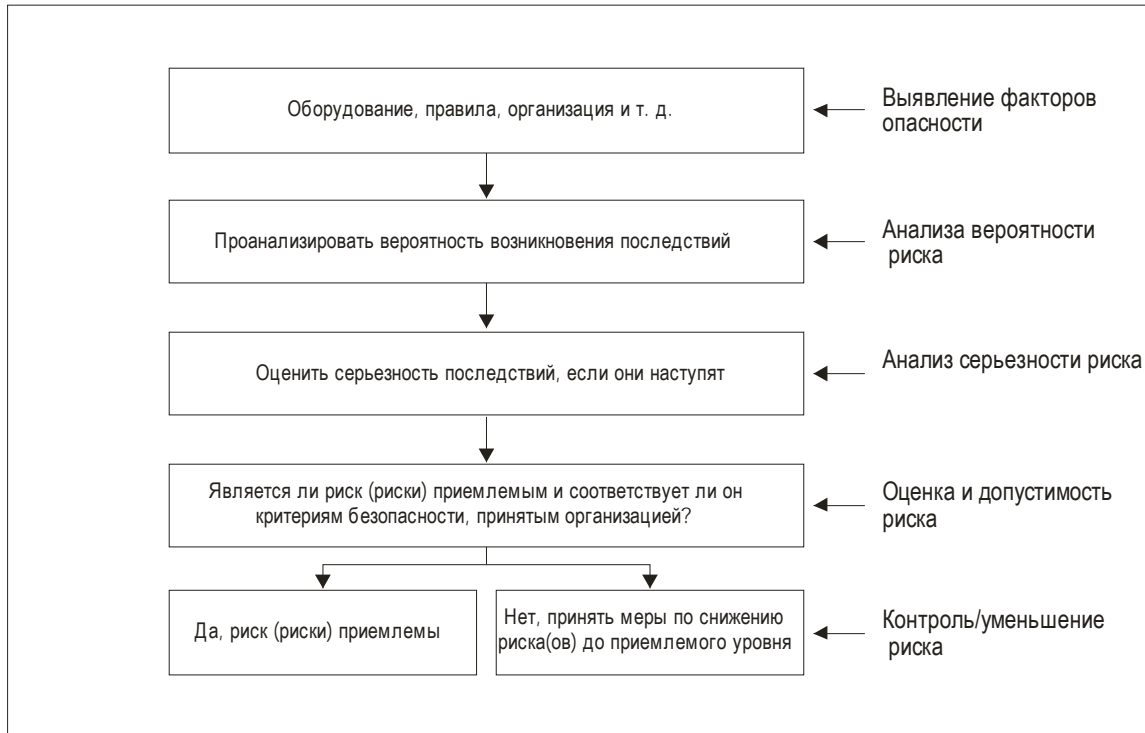 Оборудование, правила, организация и т. д.
Выявление факторов
опасности
Проанализировать вероятность возникновения последствий
Анализа вероятности
риска
Оценить серьезность последствий, если они наступят
Анализ серьезности риска
Является ли риск (риски) приемлемым и соответствует ли он
критериям безопасности, принятым организацией?
Оценка и допустимость
риска
Да, риск (риски) приемлемы
Нет, принять меры по снижению
риска(ов) до приемлемого уровня
Контроль/уменьшение
риска